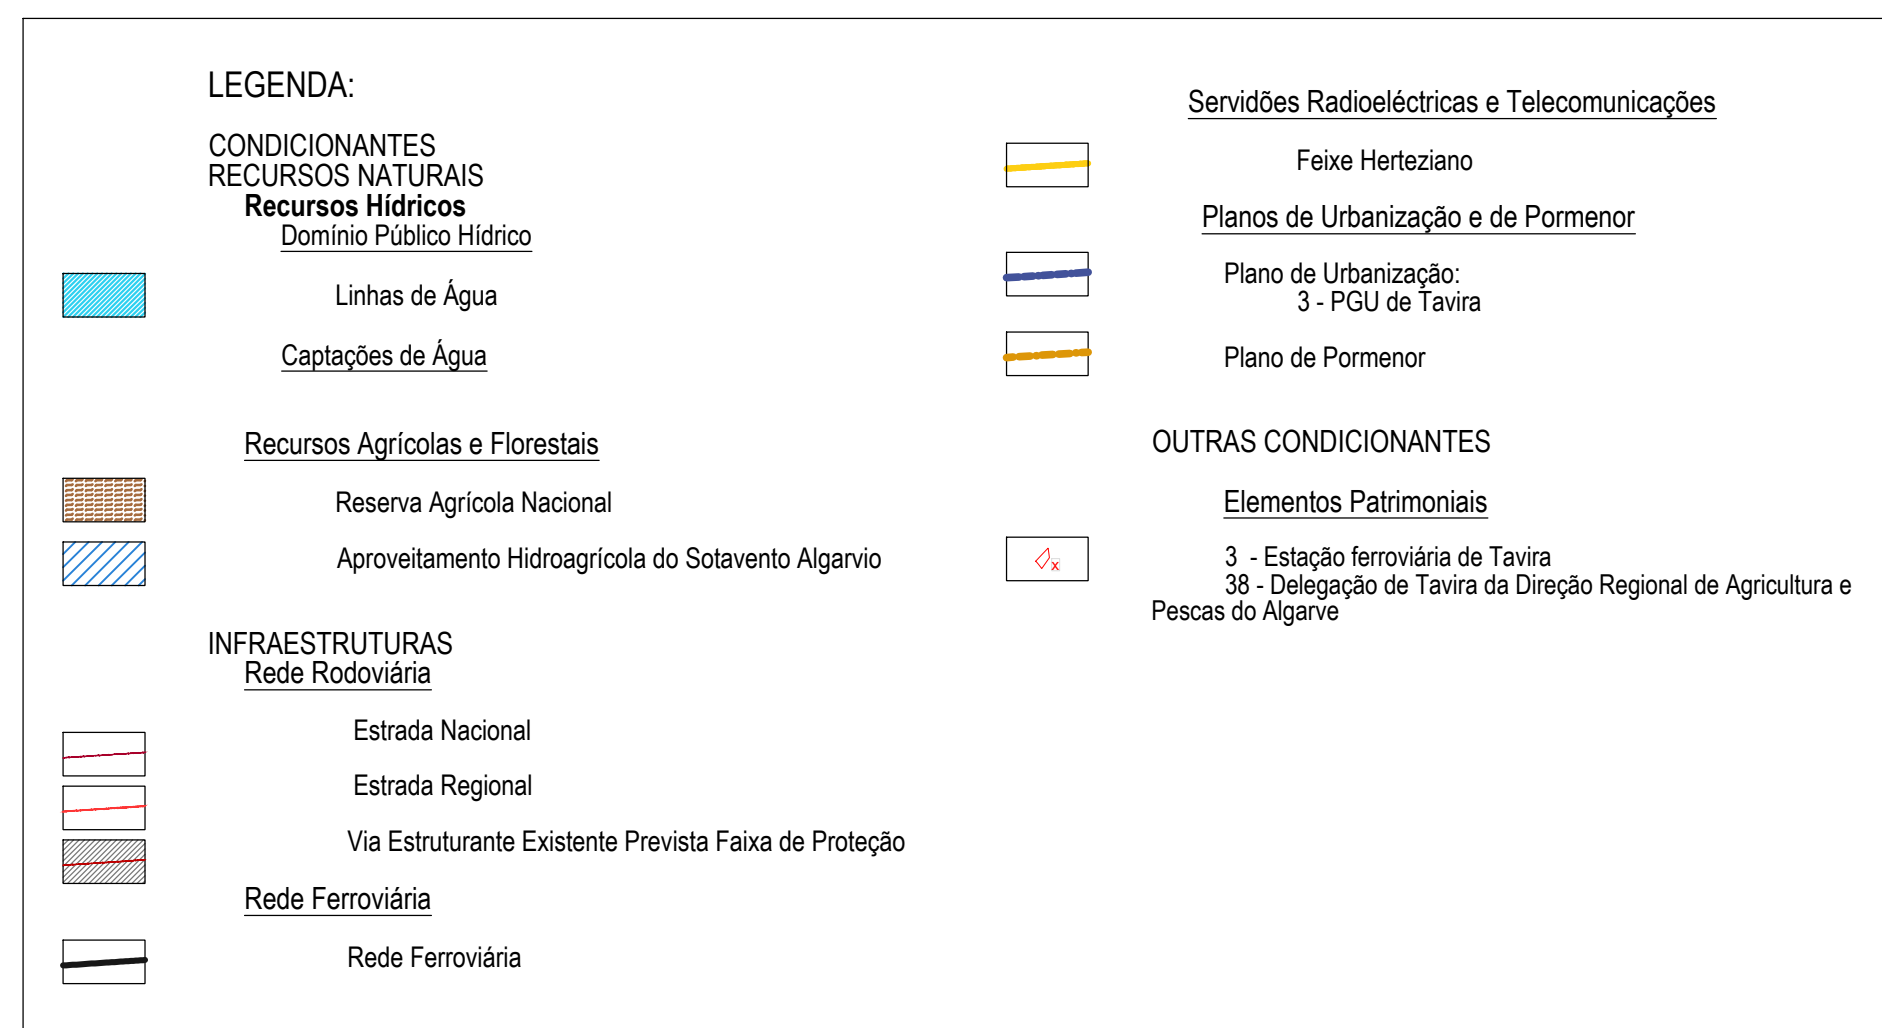 LEGENDA:
CONDICIONANTES
RECURSOS NATURAIS
Recursos Hídricos
Domínio Público Hídrico
Linhas de Água
Captações de Água
Recursos Agrícolas e Florestais
Reserva Agrícola Nacional
Aproveitamento Hidroagrícola do Sotavento Algarvio
INFRAESTRUTURAS
Rede Rodoviária
Estrada Nacional
Estrada Regional
Via Estruturante Existente Prevista Faixa de Proteção
Rede Ferroviária
Rede Ferroviária
Servidões Radioeléctricas e Telecomunicações
Feixe Herteziano
Planos de Urbanização e de Pormenor
Plano de Urbanização:
3 - PGU de Tavira
Plano de Pormenor
OUTRAS CONDICIONANTES
Elementos Patrimoniais
x
3 - Estação ferroviária de Tavira
38 - Delegação de Tavira da Direção Regional de Agricultura e
Pescas do Algarve